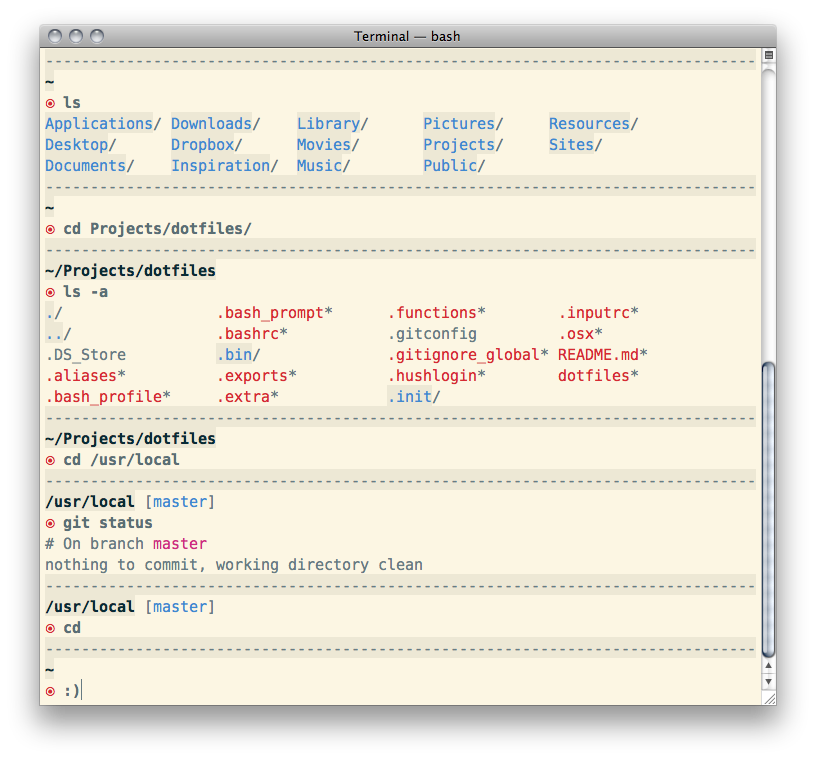 Terminal — bash
-------------------------------------------------------------------------------
~
⊙ ls
Applications/ Downloads/    Library/      Pictures/     Resources/
Desktop/      Dropbox/      Movies/       Projects/     Sites/
Documents/    Inspiration/  Music/        Public/
-------------------------------------------------------------------------------
~
⊙ cd Projects/dotfiles/
-------------------------------------------------------------------------------
~/Projects/dotfiles
⊙ ls -a
./                 .bash_prompt*      .functions*        .inputrc*
../                .bashrc*           .gitconfig         .osx*
.DS_Store          .bin/              .gitignore_global* README.md*
.aliases*          .exports*          .hushlogin*        dotfiles*
.bash_profile*     .extra*            .init/
-------------------------------------------------------------------------------
~/Projects/dotfiles
⊙ cd /usr/local
-------------------------------------------------------------------------------
/usr/local [master]
⊙ git status
# On branch master
nothing to commit, working directory clean
-------------------------------------------------------------------------------
/usr/local [master]
⊙ cd
-------------------------------------------------------------------------------
~
⊙ :)